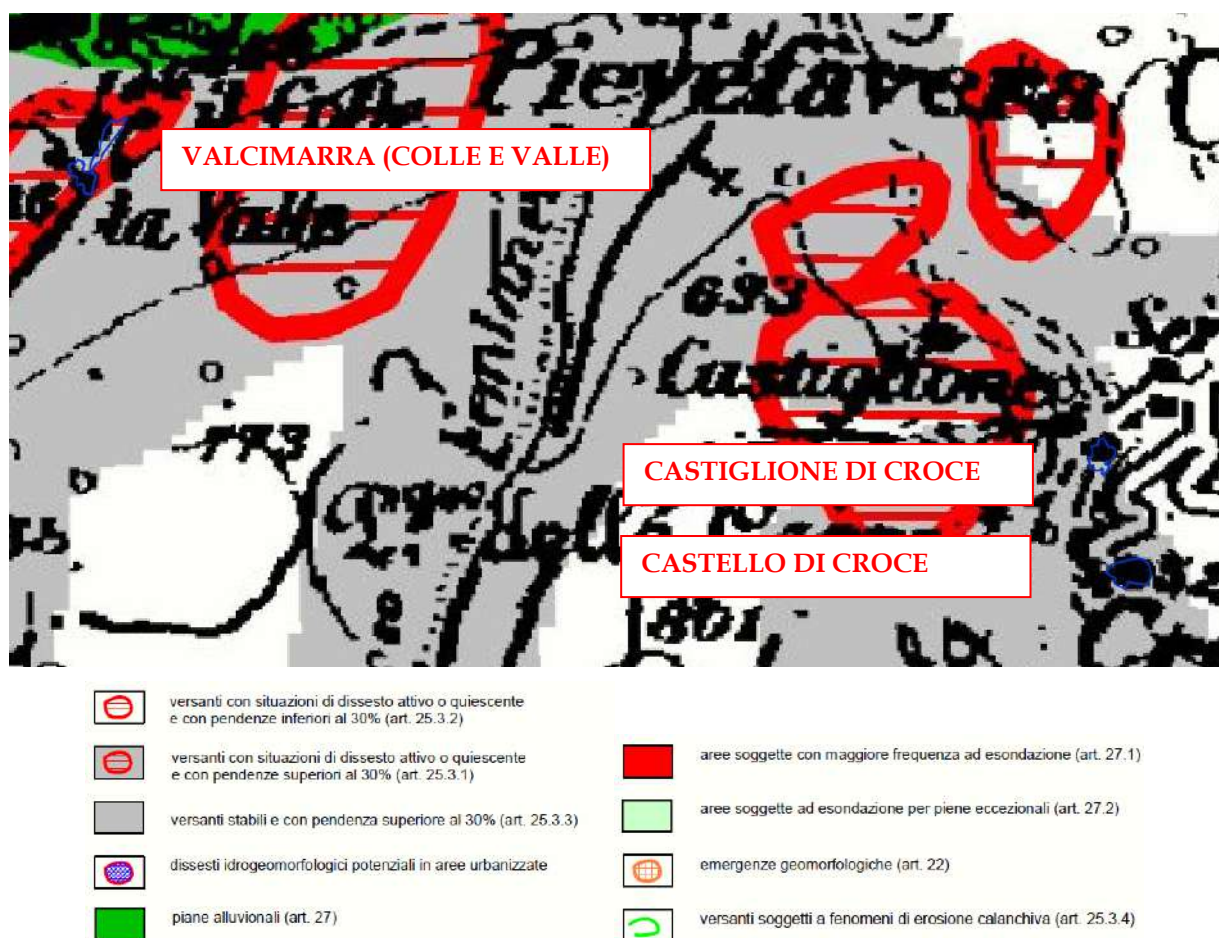 Pievefavera
il Colle
VALCIMARRA (COLLE E VALLE)
la Valle
693
Castiglione
Ser
773
CASTIGLIONE DI CROCE
dell
CASTELLO DI CROCE
801
versanti con situazioni di dissesto attivo o quiescente
e con pendenze inferiori al 30% (art. 25.3.2)
versanti con situazioni di dissesto attivo o quiescente
e con pendenze superiori al 30% (art. 25.3.1)
versanti stabili e con pendenza superiore al 30% (art. 25.3.3)
dissesti idrogeomorfologici potenziali in aree urbanizzate
piane alluvionali (art. 27)
aree soggette con maggiore frequenza ad esondazione (art. 27.1)
aree soggette ad esondazione per piene eccezionali (art. 27.2)
emergenze geomorfologiche (art. 22)
versanti soggetti a fenomeni di erosione calanchiva (art. 25.3.4)